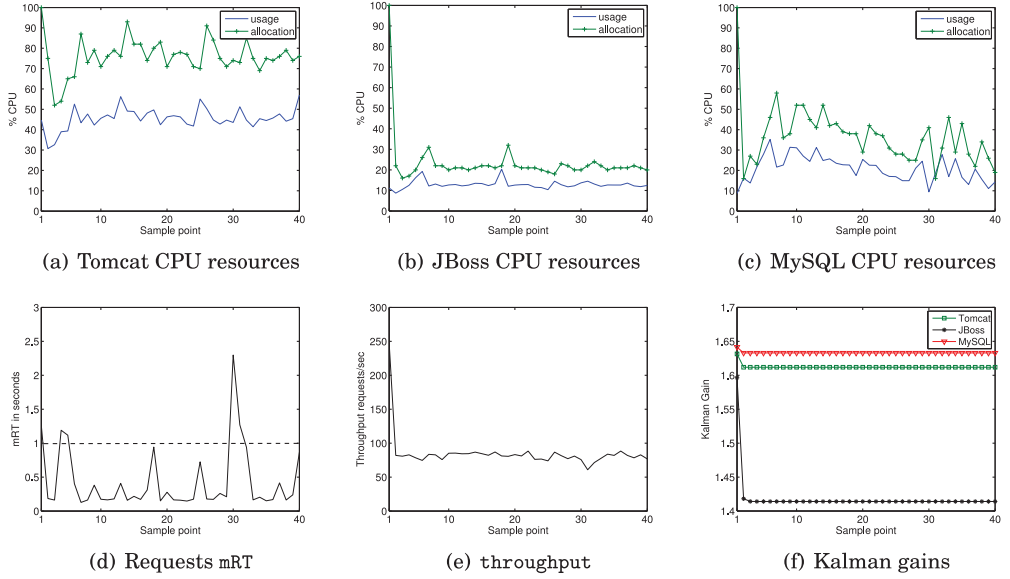 100
90
80
70
60
50
40
30
20
10
0
% CPU
1 10 20 30 40
Sample point
usage
allocation
(a) Tomcat CPU resources
100
90
80
70
60
50
40
30
20
10
0
% CPU
1 10 20 30 40
Sample point
usage
allocation
(b) JBoss CPU resources
100
90
80
70
60
50
40
30
20
10
0
% CPU
1 10 20 30 40
Sample point
usage
allocation
(c) MySQL CPU resources
3
2.5
2
1.5
1
0.5
0
mRT in seconds
1 10 20 30 40
Sample point
(d) Requests mRT
300
250
200
150
100
50
0
Throughput requests/sec
1 10 20 30 40
Sample point
(e) throughput
1.7
1.65
1.6
1.55
1.5
1.45
1.4
Kalman Gain
1 10 20 30 40
Sample point
Tomcat
JBoss
MySQL
(f) Kalman gains